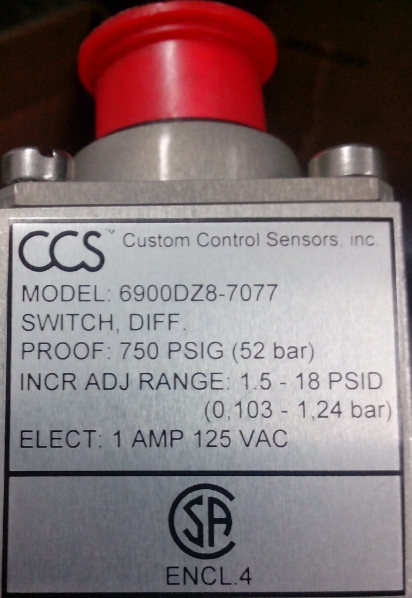 CCS™ Custom Control Sensors, inc.
MODEL: 6900DZ8-7077
SWITCH, DIFF.
PROOF: 750 PSIG (52 bar)
INCR ADJ RANGE: 1.5 - 18 PSID
(0,103 - 1,24 bar)
ELECT: 1 AMP 125 VAC
CSA
ENCL.4